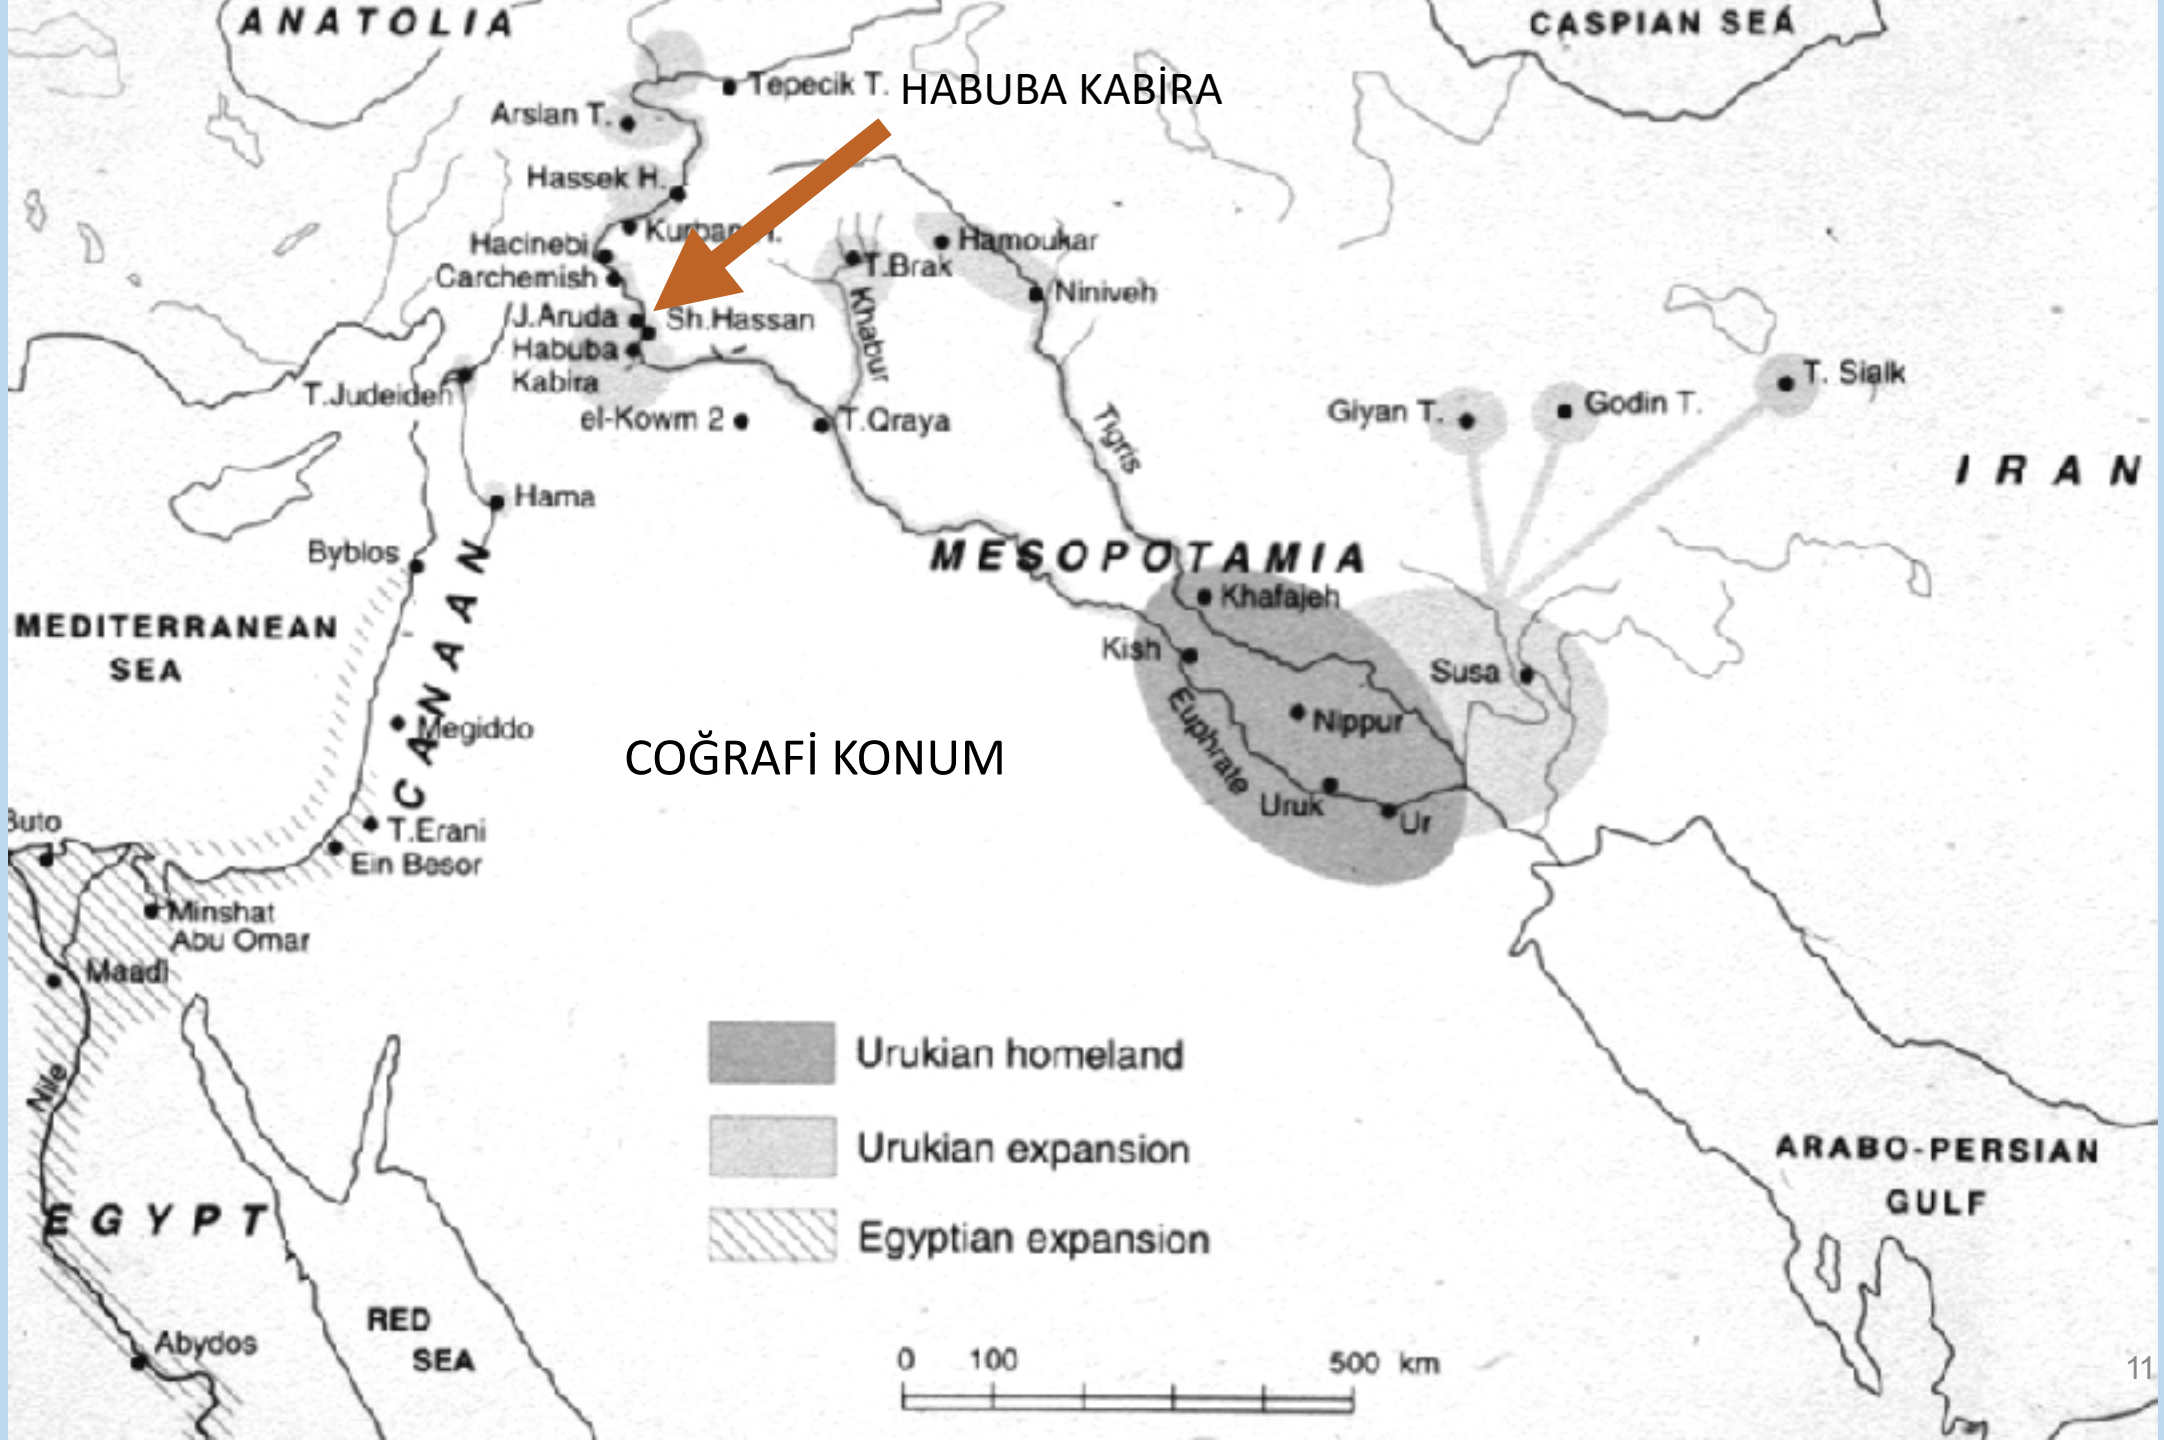 ANATOLIA
CASPIAN SEA
Tepecik T.
HABUBA KABİRA
Arslan T.
Hassek H.
Hacinebi
Hamoukar
T.Brak
Carchemish
Niniveh
J.Aruda
Sh.Hassan
Khabur
Habuba
Kabira
T.Judeideh
T. Sialk
Giyan T.
Godin T.
el-Kowm 2
T.Qraya
Tigris
IRAN
Hama
Byblos
MESOPOTAMIA
CANAAN
Khafajeh
MEDITERRANEAN
SEA
Kish
Susa
Megiddo
Nippur
Euphrate
COĞRAFİ KONUM
Uruk
Ur
Buto
T.Erani
Ein Besor
Minshat
Abu Omar
Maadi
Nile
Urukian homeland
Urukian expansion
Egyptian expansion
ARABO-PERSIAN
GULF
EGYPT
RED
SEA
Abydos
0 100 500 km
11